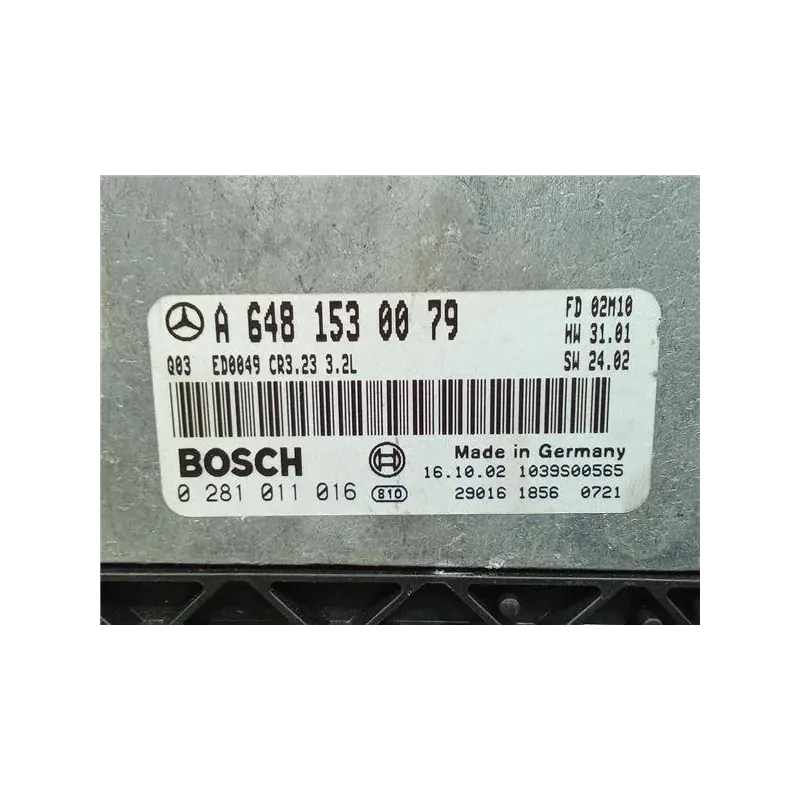 A 648 153 00 79 FD 02M10
HW 31.01
Q03 ED0049 CR3.23 3.2L SW 24.02
BOSCH Made in Germany
16.10.02 1039S00565
0 281 011 016 810 29016 1856 0721